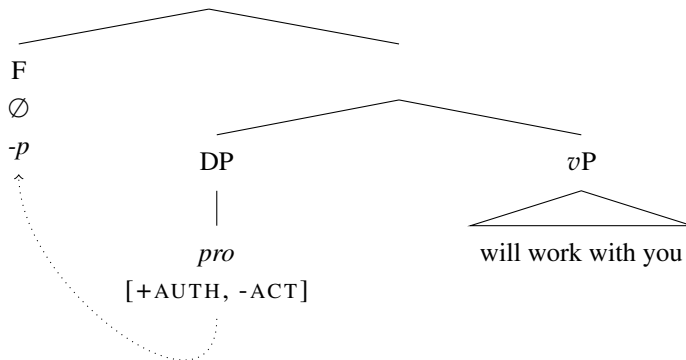 F
∅
-p
DP
vP
pro
will work with you
[+AUTH, -ACT]